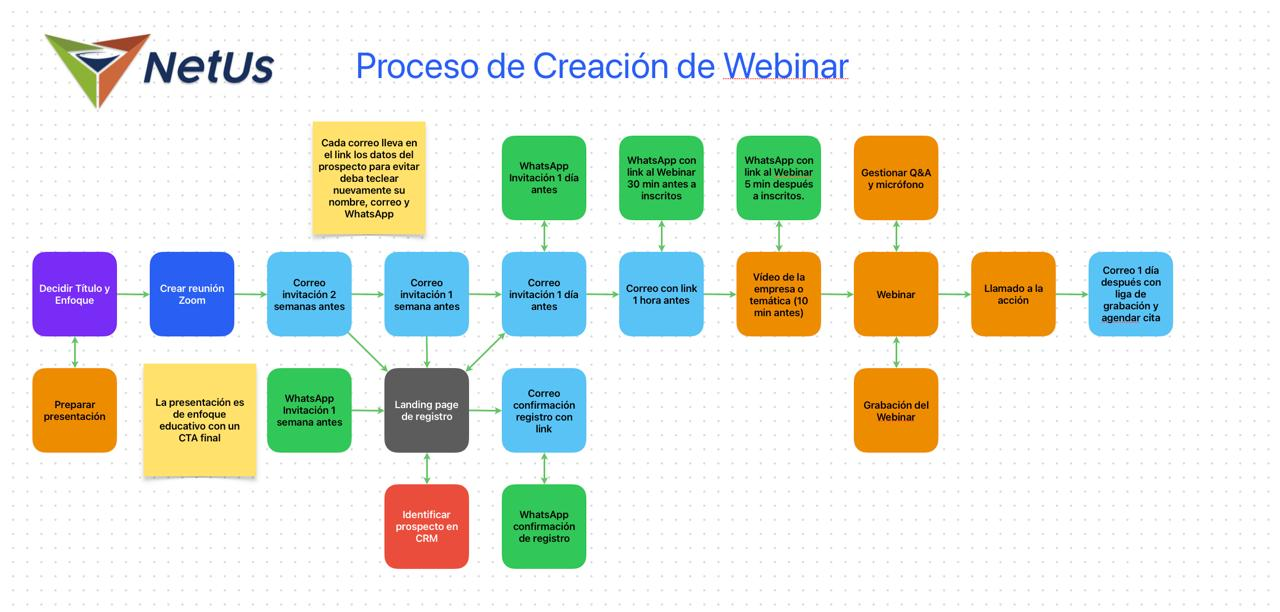 NetUs
Proceso de Creación de Webinar
Cada correo lleva en
el link los datos del
prospecto para evitar
deba teclear
nuevamente su
nombre, correo y
WhatsApp
WhatsApp
Invitación 1 día
antes
WhatsApp con
link al Webinar
30 min antes a
inscritos
WhatsApp con
link al Webinar
5 min después
a inscritos.
Gestionar Q&A
y micrófono
Decidir Título y
Enfoque
Crear reunión
Zoom
Correo
invitación 2
semanas antes
Correo
invitación 1
semana antes
Correo
invitación 1 día
antes
Correo con link
1 hora antes
Vídeo de la
empresa o
temática (10
min antes)
Webinar
Llamado a la
acción
Correo 1 día
después con
liga de
grabación y
agendar cita
Preparar
presentación
La presentación es
de enfoque
educativo con un
CTA final
WhatsApp
Invitación 1
semana antes
Landing page
de registro
Correo
confirmación
registro con
link
Grabación del
Webinar
Identificar
prospecto en
CRM
WhatsApp
confirmación
de registro